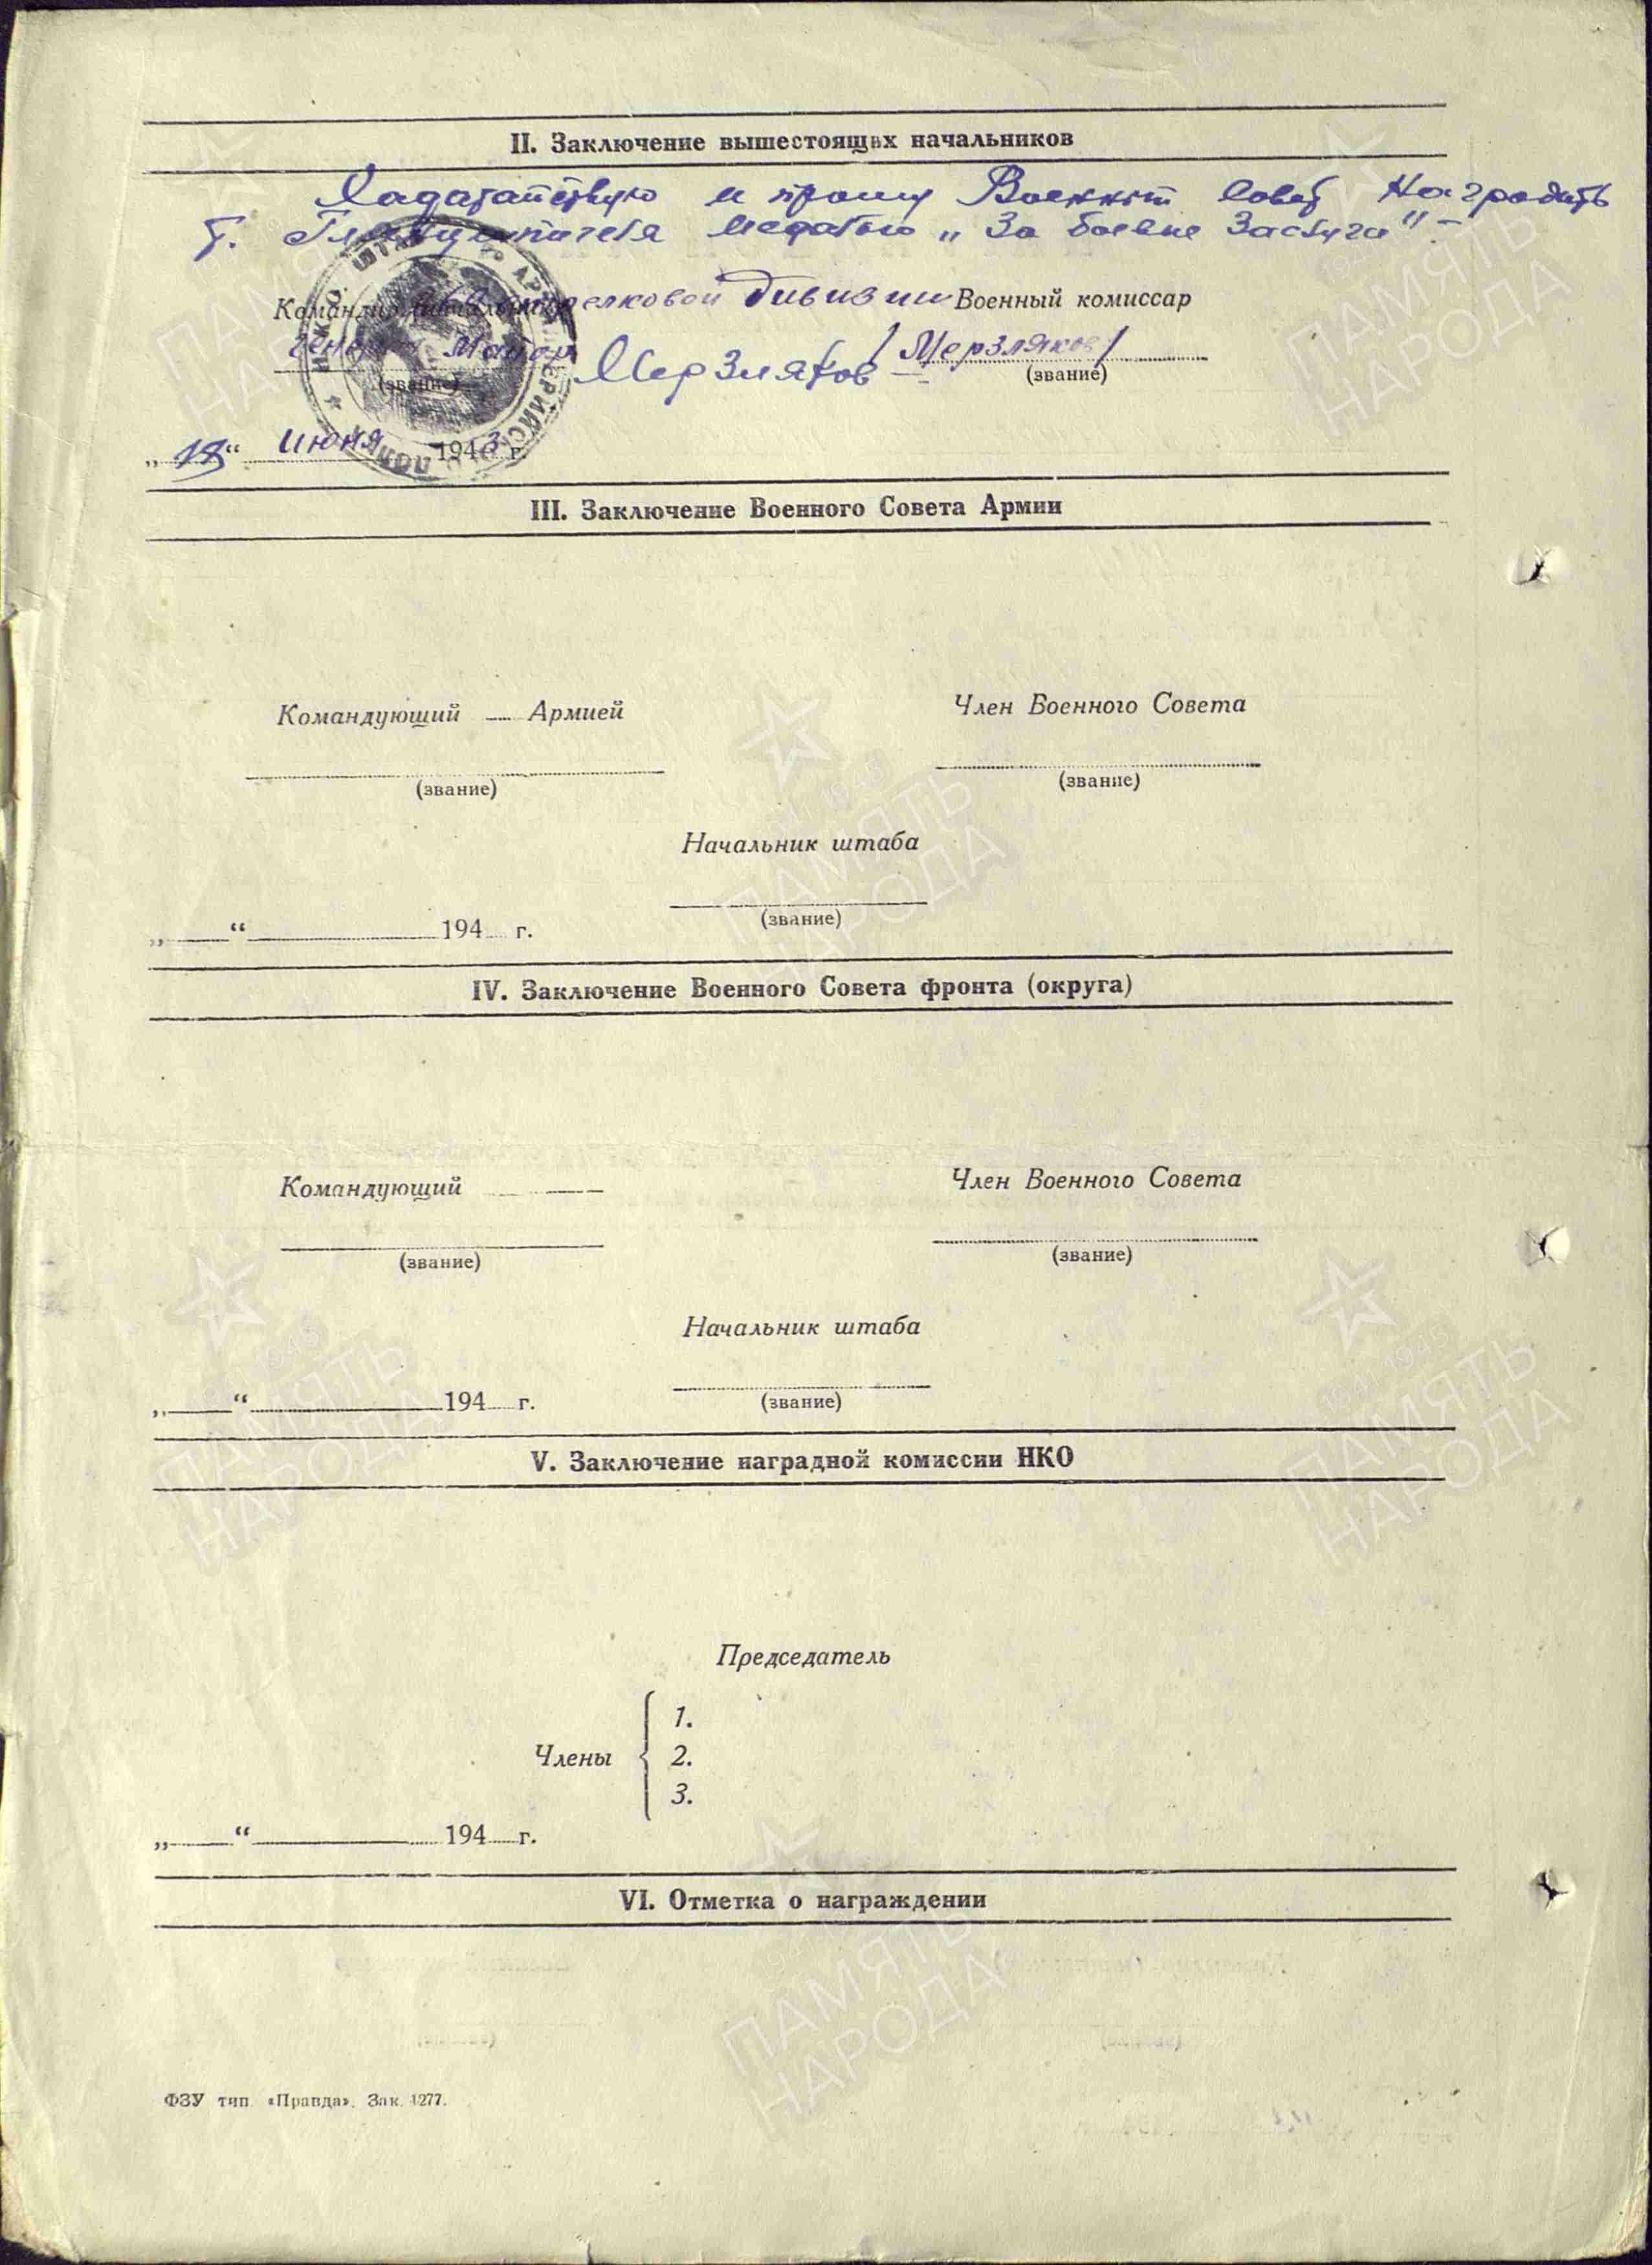 II. Заключение вышестоящих начальников
Хадатайствую и прошу Военный Совет Наградить
т. медалью „За боевые Заслуги" –
Командир стрелковой Дивизии Военный комиссар
генерал Майор Мерзляков /Мерзляков/
(звание) (звание)
„18“ июня 1943 г.
III. Заключение Военного Совета Армии
Командующий Армией Член Военного Совета
(звание) (звание)
Начальник штаба
(звание)
„ “ 194 г.
IV. Заключение Военного Совета фронта (округа)
Командующий Член Военного Совета
(звание) (звание)
Начальник штаба
(звание)
„ “ 194 г.
V. Заключение наградной комиссии НКО
Председатель
1.
Члены 2.
3.
„ “ 194 г.
VI. Отметка о награждении
ФЗУ тип. «Правда». Зак. 1277.
ПАМЯТЬ
НАРОДА